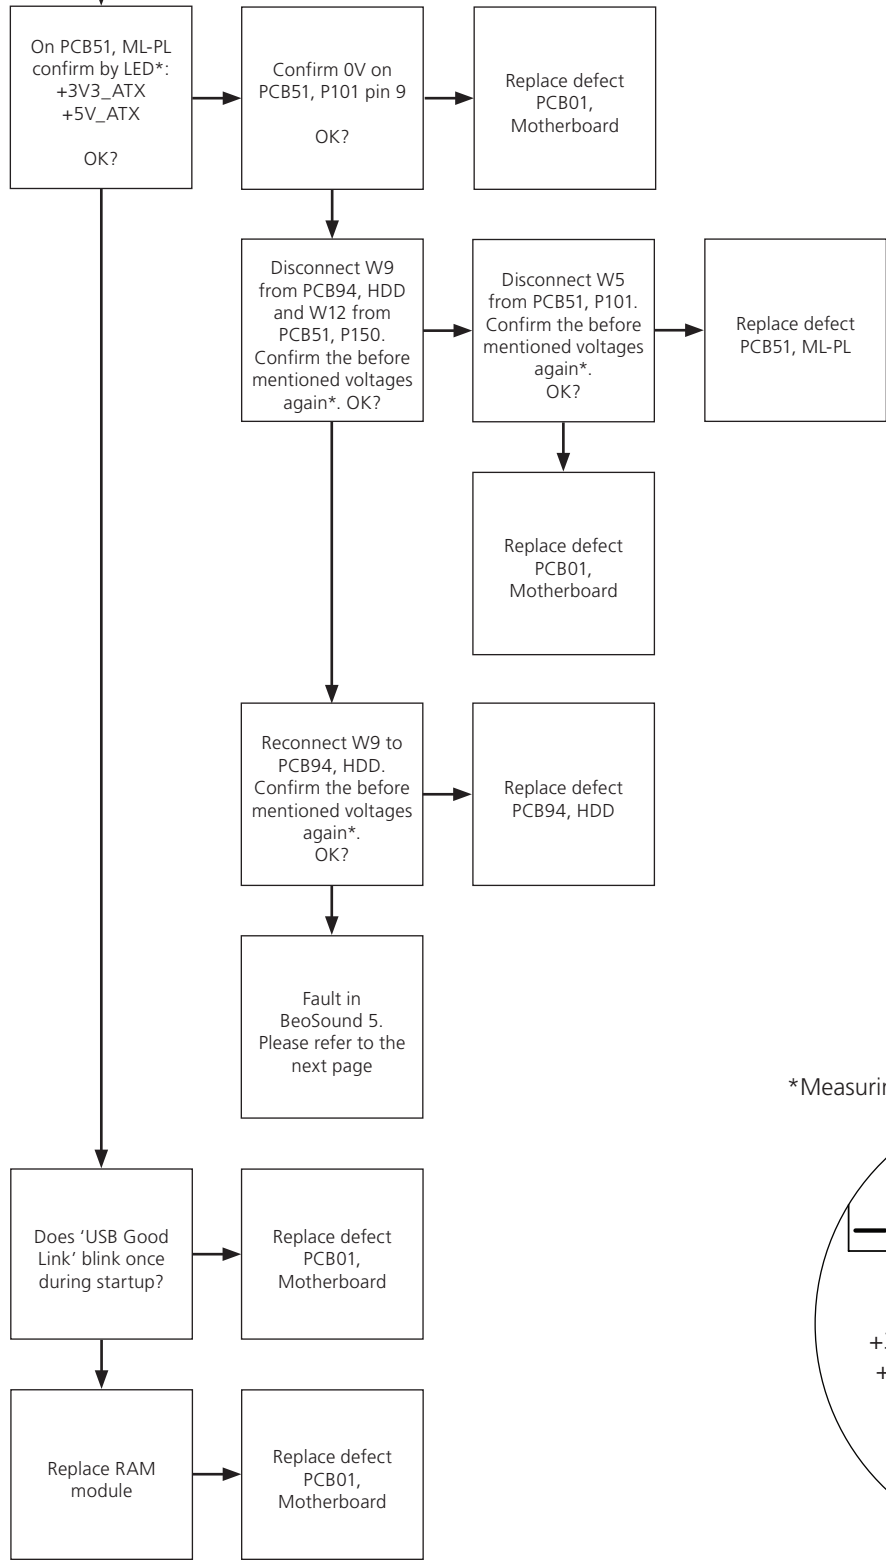 On PCB51, ML-PL
confirm by LED*:
+3V3_ATX
+5V_ATX
OK?
Confirm 0V on
PCB51, P101 pin 9
OK?
Replace defect
PCB01,
Motherboard
Disconnect W9
from PCB94, HDD
and W12 from
PCB51, P150.
Confirm the before
mentioned voltages
again*. OK?
Disconnect W5
from PCB51, P101.
Confirm the before
mentioned voltages
again*.
OK?
Replace defect
PCB51, ML-PL
Replace defect
PCB01,
Motherboard
Reconnect W9 to
PCB94, HDD.
Confirm the before
mentioned voltages
again*.
OK?
Replace defect
PCB94, HDD
Fault in
BeoSound 5.
Please refer to the
next page
Does ‘USB Good
Link’ blink once
during startup?
Replace defect
PCB01,
Motherboard
Replace RAM
module
Replace defect
PCB01,
Motherboard